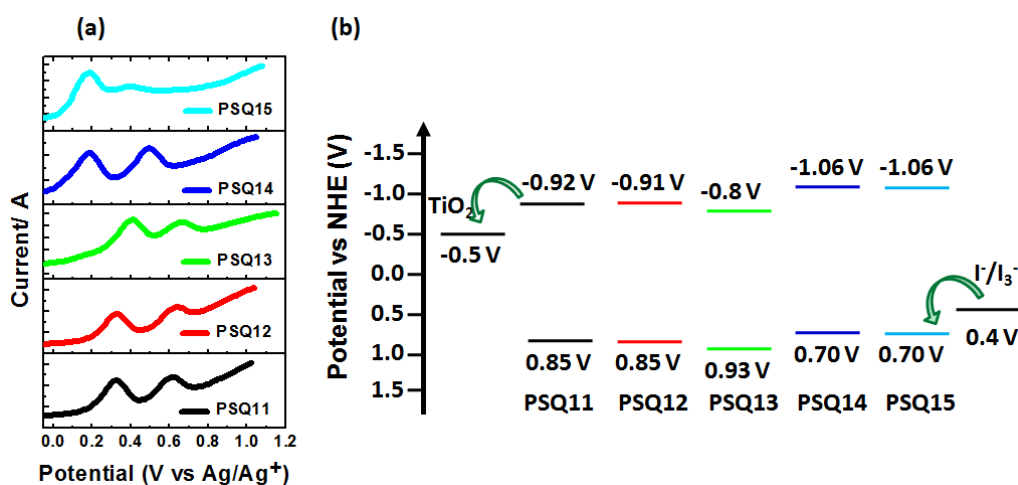 (a)
PSQ15
PSQ14
PSQ13
PSQ12
PSQ11
Current/ A
0.0 0.2 0.4 0.6 0.8 1.0 1.2
Potential (V vs Ag/Ag⁺)
(b)
Potential vs NHE (V)
-1.5
-1.0
-0.5
0.0
0.5
1.0
1.5
TiO₂
-0.5 V
-0.92 V -0.91 V -0.8 V -1.06 V -1.06 V
I⁻/I₃⁻
0.4 V
0.85 V 0.85 V 0.93 V 0.70 V 0.70 V
PSQ11 PSQ12 PSQ13 PSQ14 PSQ15